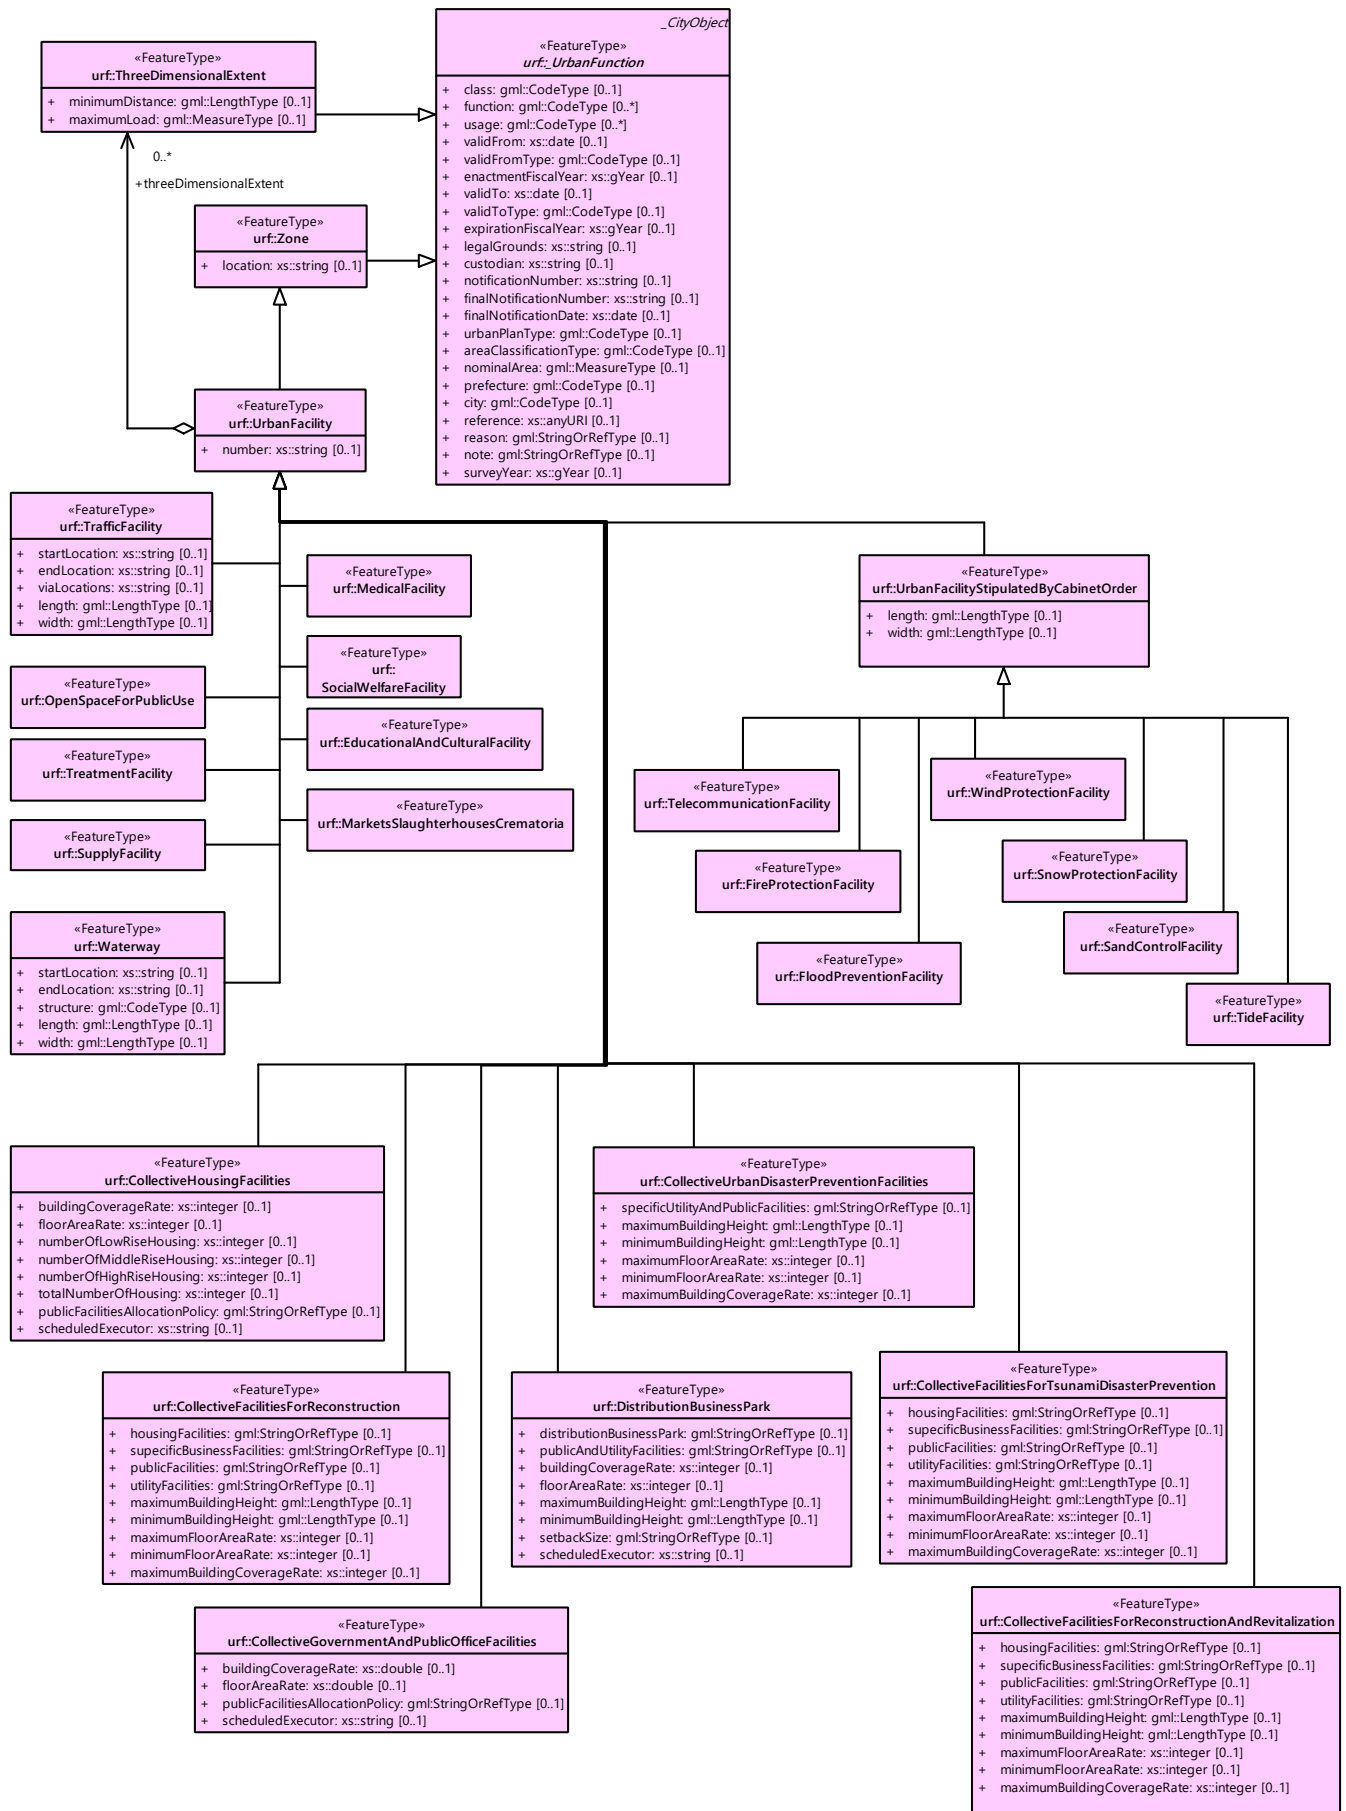 _CityObject
«FeatureType»
urf::_UrbanFunction
+ class: gml::CodeType [0..1]
+ function: gml::CodeType [0..*]
+ usage: gml::CodeType [0..*]
+ validFrom: xs::date [0..1]
+ validFromType: gml::CodeType [0..1]
+ enactmentFiscalYear: xs::gYear [0..1]
+ validTo: xs::date [0..1]
+ validToType: gml::CodeType [0..1]
+ expirationFiscalYear: xs::gYear [0..1]
+ legalGrounds: xs::string [0..1]
+ custodian: xs::string [0..1]
+ notificationNumber: xs::string [0..1]
+ finalNotificationNumber: xs::string [0..1]
+ finalNotificationDate: xs::date [0..1]
+ urbanPlanType: gml::CodeType [0..1]
+ areaClassificationType: gml::CodeType [0..1]
+ nominalArea: gml::MeasureType [0..1]
+ prefecture: gml::CodeType [0..1]
+ city: gml::CodeType [0..1]
+ reference: xs::anyURI [0..1]
+ reason: gml:StringOrRefType [0..1]
+ note: gml:StringOrRefType [0..1]
+ surveyYear: xs::gYear [0..1]
«FeatureType»
urf::ThreeDimensionalExtent
+ minimumDistance: gml::LengthType [0..1]
+ maximumLoad: gml::MeasureType [0..1]
0..*
+threeDimensionalExtent
«FeatureType»
urf::Zone
+ location: xs::string [0..1]
«FeatureType»
urf::UrbanFacility
+ number: xs::string [0..1]
«FeatureType»
urf::TrafficFacility
+ startLocation: xs::string [0..1]
+ endLocation: xs::string [0..1]
+ viaLocations: xs::string [0..1]
+ length: gml::LengthType [0..1]
+ width: gml::LengthType [0..1]
«FeatureType»
urf::MedicalFacility
«FeatureType»
urf::
SocialWelfareFacility
«FeatureType»
urf::OpenSpaceForPublicUse
«FeatureType»
urf::EducationalAndCulturalFacility
«FeatureType»
urf::TreatmentFacility
«FeatureType»
urf::MarketsSlaughterhousesCrematoria
«FeatureType»
urf::SupplyFacility
«FeatureType»
urf::Waterway
+ startLocation: xs::string [0..1]
+ endLocation: xs::string [0..1]
+ structure: gml::CodeType [0..1]
+ length: gml::LengthType [0..1]
+ width: gml::LengthType [0..1]
«FeatureType»
urf::UrbanFacilityStipulatedByCabinetOrder
+ length: gml::LengthType [0..1]
+ width: gml::LengthType [0..1]
«FeatureType»
urf::TelecommunicationFacility
«FeatureType»
urf::WindProtectionFacility
«FeatureType»
urf::FireProtectionFacility
«FeatureType»
urf::SnowProtectionFacility
«FeatureType»
urf::SandControlFacility
«FeatureType»
urf::FloodPreventionFacility
«FeatureType»
urf::TideFacility
«FeatureType»
urf::CollectiveHousingFacilities
+ buildingCoverageRate: xs::integer [0..1]
+ floorAreaRate: xs::integer [0..1]
+ numberOfLowRiseHousing: xs::integer [0..1]
+ numberOfMiddleRiseHousing: xs::integer [0..1]
+ numberOfHighRiseHousing: xs::integer [0..1]
+ totalNumberOfHousing: xs::integer [0..1]
+ publicFacilitiesAllocationPolicy: gml:StringOrRefType [0..1]
+ scheduledExecutor: xs::string [0..1]
«FeatureType»
urf::CollectiveUrbanDisasterPreventionFacilities
+ specificUtilityAndPublicFacilities: gml:StringOrRefType [0..1]
+ maximumBuildingHeight: gml::LengthType [0..1]
+ minimumBuildingHeight: gml::LengthType [0..1]
+ maximumFloorAreaRate: xs::integer [0..1]
+ minimumFloorAreaRate: xs::integer [0..1]
+ maximumBuildingCoverageRate: xs::integer [0..1]
«FeatureType»
urf::CollectiveFacilitiesForReconstruction
+ housingFacilities: gml:StringOrRefType [0..1]
+ supecificBusinessFacilities: gml:StringOrRefType [0..1]
+ publicFacilities: gml:StringOrRefType [0..1]
+ utilityFacilities: gml:StringOrRefType [0..1]
+ maximumBuildingHeight: gml::LengthType [0..1]
+ minimumBuildingHeight: gml::LengthType [0..1]
+ maximumFloorAreaRate: xs::integer [0..1]
+ minimumFloorAreaRate: xs::integer [0..1]
+ maximumBuildingCoverageRate: xs::integer [0..1]
«FeatureType»
urf::DistributionBusinessPark
+ distributionBusinessPark: gml:StringOrRefType [0..1]
+ publicAndUtilityFacilities: gml:StringOrRefType [0..1]
+ buildingCoverageRate: xs::integer [0..1]
+ floorAreaRate: xs::integer [0..1]
+ maximumBuildingHeight: gml::LengthType [0..1]
+ minimumBuildingHeight: gml::LengthType [0..1]
+ setbackSize: gml:StringOrRefType [0..1]
+ scheduledExecutor: xs::string [0..1]
«FeatureType»
urf::CollectiveFacilitiesForTsunamiDisasterPrevention
+ housingFacilities: gml:StringOrRefType [0..1]
+ supecificBusinessFacilities: gml:StringOrRefType [0..1]
+ publicFacilities: gml:StringOrRefType [0..1]
+ utilityFacilities: gml:StringOrRefType [0..1]
+ maximumBuildingHeight: gml::LengthType [0..1]
+ minimumBuildingHeight: gml::LengthType [0..1]
+ maximumFloorAreaRate: xs::integer [0..1]
+ minimumFloorAreaRate: xs::integer [0..1]
+ maximumBuildingCoverageRate: xs::integer [0..1]
«FeatureType»
urf::CollectiveGovernmentAndPublicOfficeFacilities
+ buildingCoverageRate: xs::double [0..1]
+ floorAreaRate: xs::double [0..1]
+ publicFacilitiesAllocationPolicy: gml:StringOrRefType [0..1]
+ scheduledExecutor: xs::string [0..1]
«FeatureType»
urf::CollectiveFacilitiesForReconstructionAndRevitalization
+ housingFacilities: gml:StringOrRefType [0..1]
+ supecificBusinessFacilities: gml:StringOrRefType [0..1]
+ publicFacilities: gml:StringOrRefType [0..1]
+ utilityFacilities: gml:StringOrRefType [0..1]
+ maximumBuildingHeight: gml::LengthType [0..1]
+ minimumBuildingHeight: gml::LengthType [0..1]
+ maximumFloorAreaRate: xs::integer [0..1]
+ minimumFloorAreaRate: xs::integer [0..1]
+ maximumBuildingCoverageRate: xs::integer [0..1]